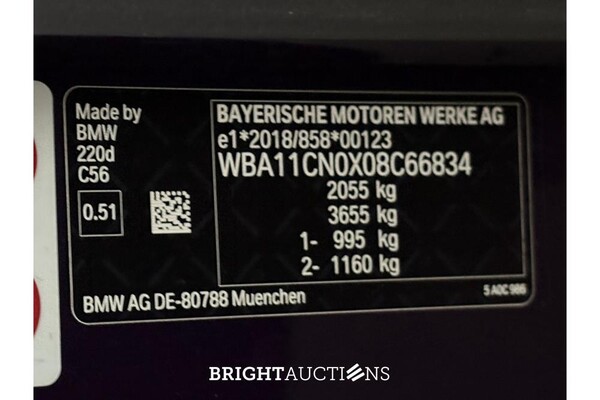 Made by
BMW
220d
C56
0.51
BAYERISCHE MOTOREN WERKE AG
e1*2018/858*00123
WBA11CN0X08C66834
2055 kg
3655 kg
1- 995 kg
2- 1160 kg
BMW AG DE-80788 Muenchen
5 A0C 986
BRIGHTAUCTIONS